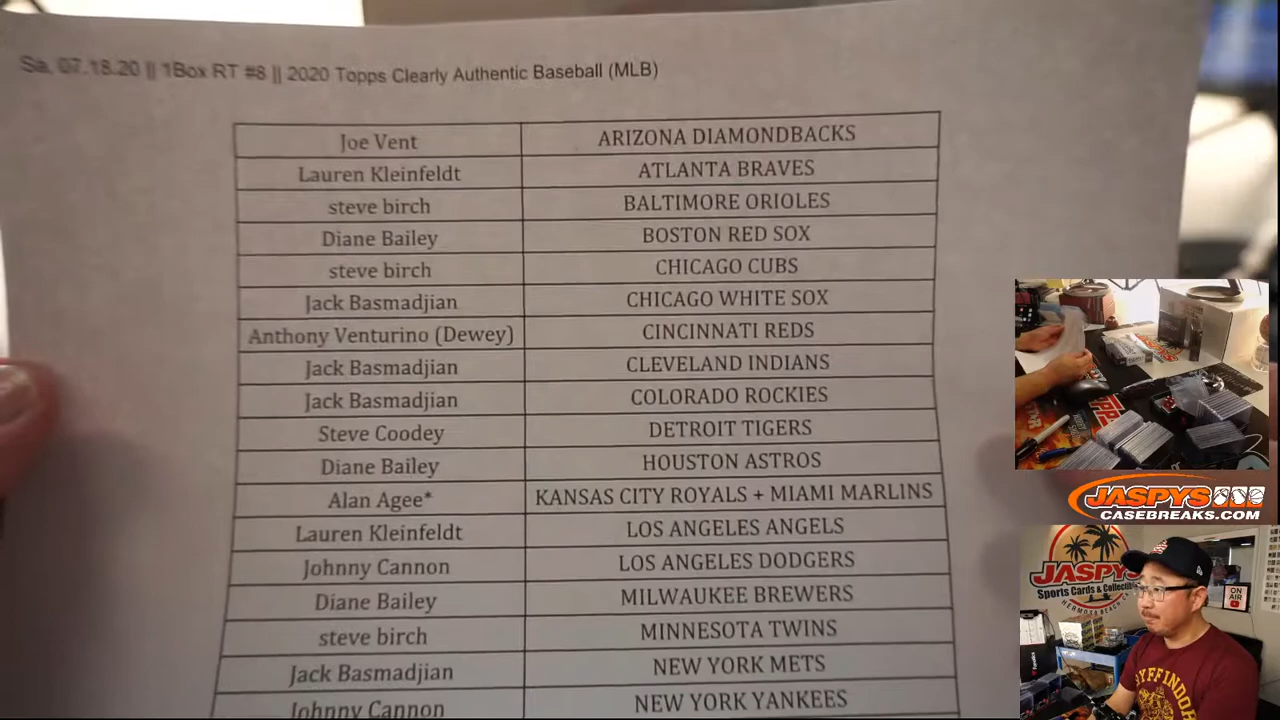 Sa. 07.18.20 || 1Box RT #8 || 2020 Topps Clearly Authentic Baseball (MLB)
Joe Vent ARIZONA DIAMONDBACKS
Lauren Kleinfeldt ATLANTA BRAVES
steve birch BALTIMORE ORIOLES
Diane Bailey BOSTON RED SOX
steve birch CHICAGO CUBS
Jack Basmadjian CHICAGO WHITE SOX
Anthony Venturino (Dewey) CINCINNATI REDS
Jack Basmadjian CLEVELAND INDIANS
Jack Basmadjian COLORADO ROCKIES
Steve Coodey DETROIT TIGERS
Diane Bailey HOUSTON ASTROS
Alan Agee* KANSAS CITY ROYALS + MIAMI MARLINS
Lauren Kleinfeldt LOS ANGELES ANGELS
Johnny Cannon LOS ANGELES DODGERS
Diane Bailey MILWAUKEE BREWERS
steve birch MINNESOTA TWINS
Jack Basmadjian NEW YORK METS
Johnny Cannon NEW YORK YANKEES
JASPYS
CASEBREAKS.COM
JASPYS
Sports Cards & Collectibles
HERMOSA BEACH
ON
AIR